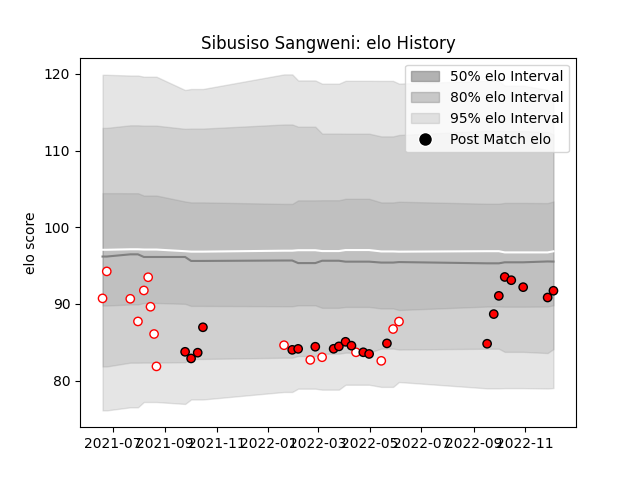 Sibusiso Sangweni: elo History
50% elo Interval
80% elo Interval
95% elo Interval
Post Match elo
elo score
120
110
100
90
80
2021-07 2021-09 2021-11 2022-01 2022-03 2022-05 2022-07 2022-09 2022-11